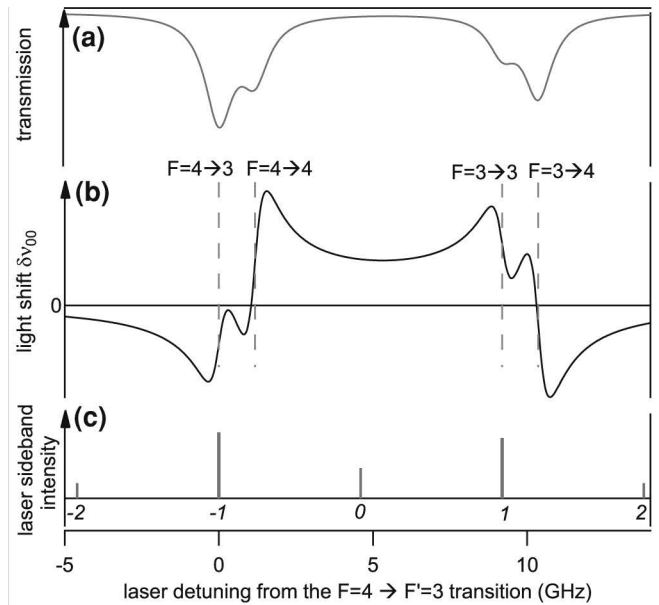 (a)
transmission
F=4→3 F=4→4 F=3→3 F=3→4
(b)
light shift δν00
0
(c)
laser sideband
intensity
-2 -1 0 1 2
-5 0 5 10
laser detuning from the F=4 → F'=3 transition (GHz)